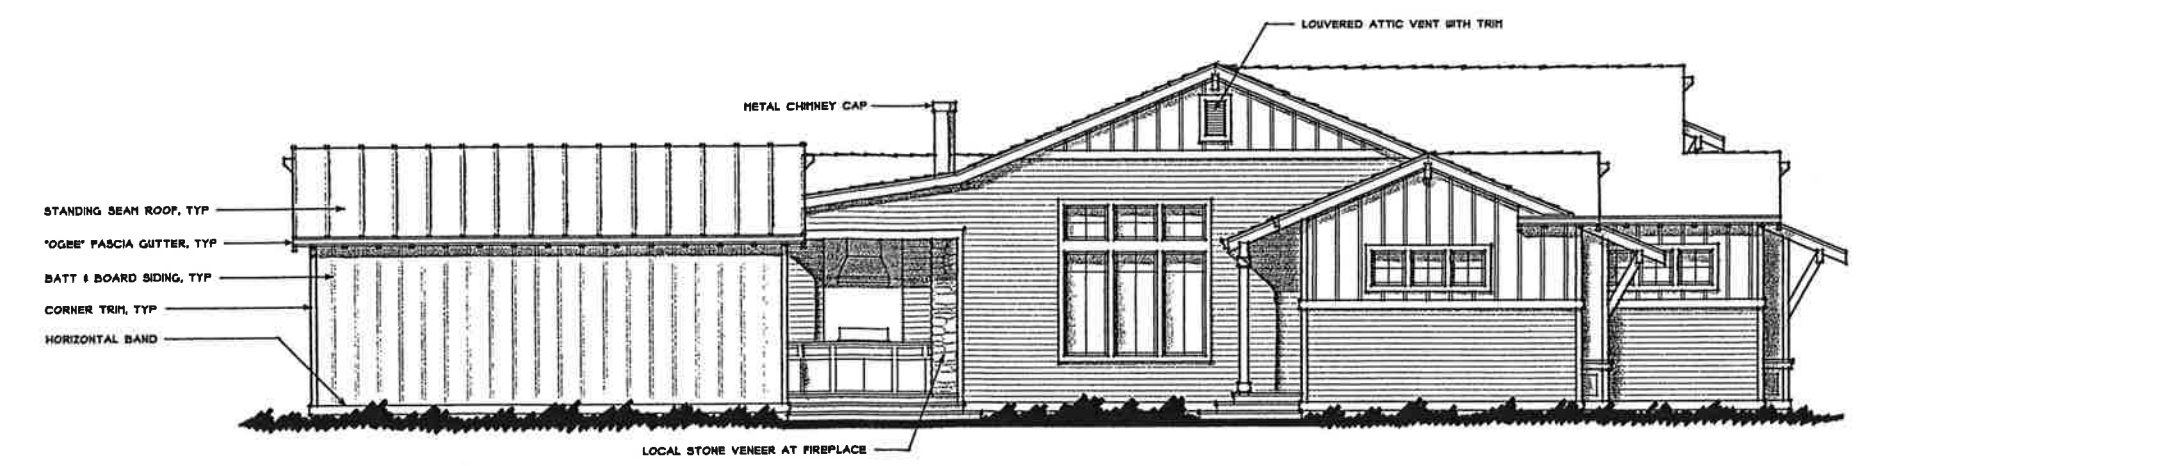 LOUVERED ATTIC VENT WITH TRIM
METAL CHIMNEY CAP
STANDING SEAM ROOF, TYP
"OGEE" FASCIA GUTTER, TYP
BATT & BOARD SIDING, TYP
CORNER TRIM, TYP
HORIZONTAL BAND
LOCAL STONE VENEER AT FIREPLACE